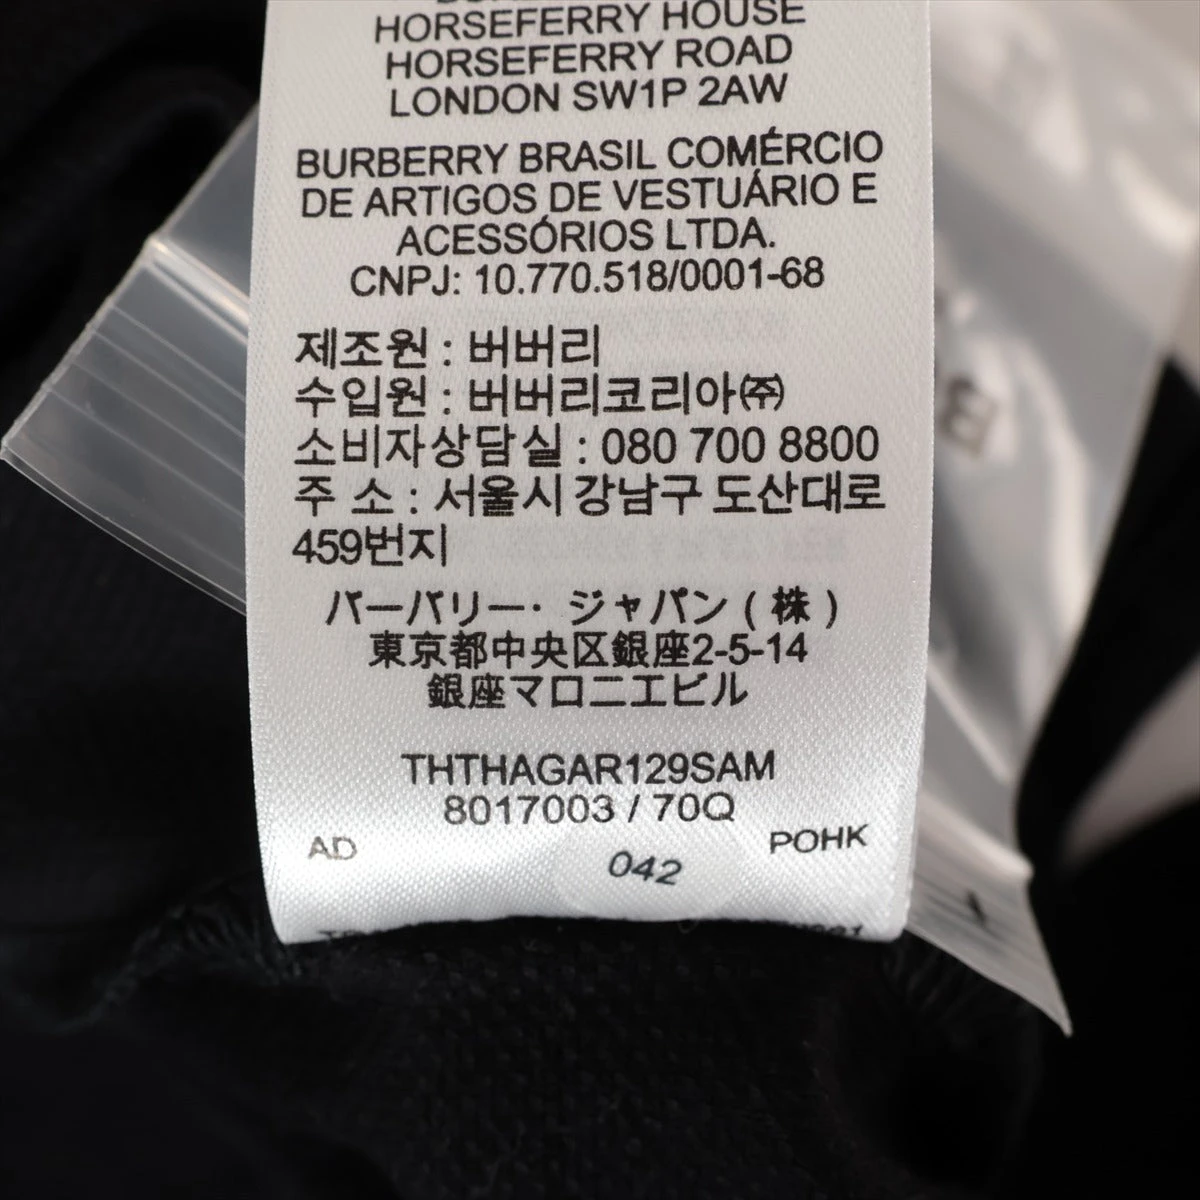 HORSEFERRY HOUSE
HORSEFERRY ROAD
LONDON SW1P 2AW
BURBERRY BRASIL COMÉRCIO
DE ARTIGOS DE VESTUÁRIO E
ACESSÓRIOS LTDA.
CNPJ: 10.770.518/0001-68
제조원 : 버버리
수입원 : 버버리코리아㈜
소비자상담실 : 080 700 8800
주 소 : 서울시 강남구 도산대로
459번지
バーバリー・ジャパン(株)
東京都中央区銀座2-5-14
銀座マロニエビル
THTHAGAR129SAM
8017003 / 70Q
AD 042 POHK